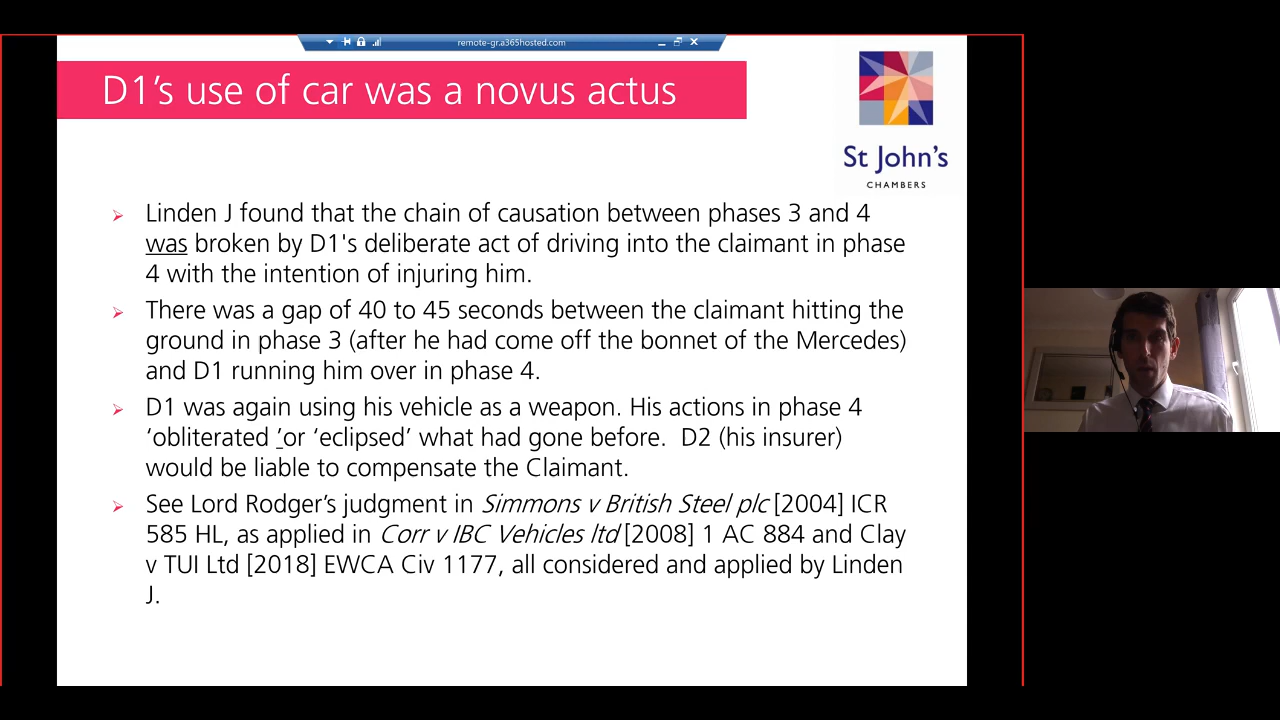 remote-gr.a365hosted.com
D1’s use of car was a novus actus
St John’s
CHAMBERS
Linden J found that the chain of causation between phases 3 and 4
was broken by D1's deliberate act of driving into the claimant in phase
4 with the intention of injuring him.
There was a gap of 40 to 45 seconds between the claimant hitting the
ground in phase 3 (after he had come off the bonnet of the Mercedes)
and D1 running him over in phase 4.
D1 was again using his vehicle as a weapon. His actions in phase 4
‘obliterated ’or ‘eclipsed’ what had gone before.  D2 (his insurer)
would be liable to compensate the Claimant.
See Lord Rodger’s judgment in Simmons v British Steel plc [2004] ICR
585 HL, as applied in Corr v IBC Vehicles ltd [2008] 1 AC 884 and Clay
v TUI Ltd [2018] EWCA Civ 1177, all considered and applied by Linden
J.